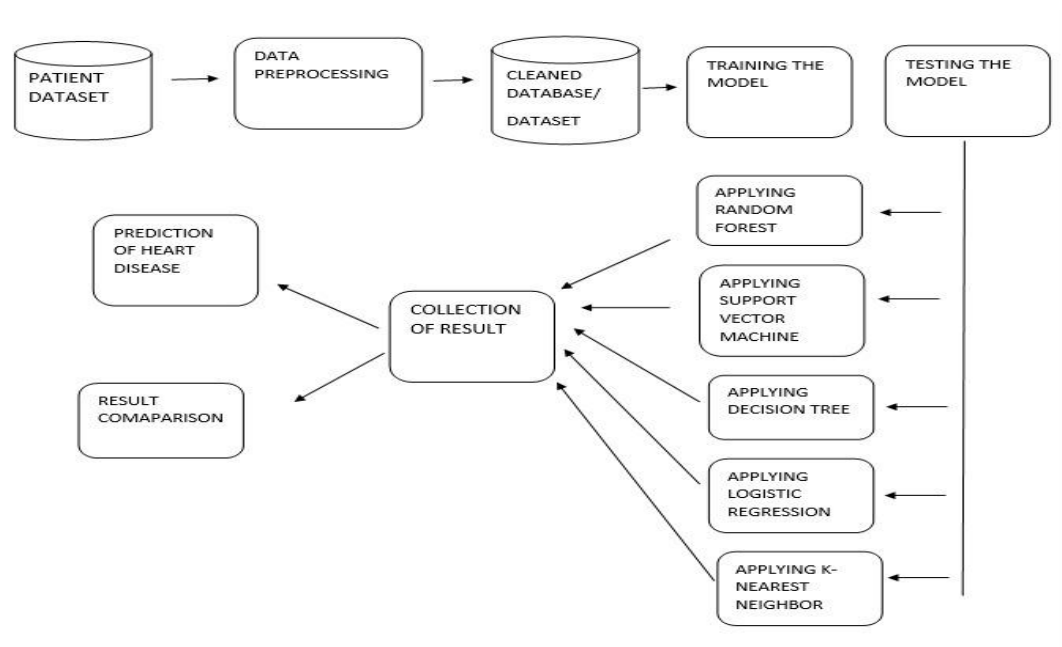 PATIENT
DATASET
DATA
PREPROCESSING
CLEANED
DATABASE/
DATASET
TRAINING THE
MODEL
TESTING THE
MODEL
APPLYING
RANDOM
FOREST
APPLYING
SUPPORT
VECTOR
MACHINE
APPLYING
DECISION TREE
APPLYING
LOGISTIC
REGRESSION
APPLYING K-
NEAREST
NEIGHBOR
COLLECTION
OF RESULT
PREDICTION
OF HEART
DISEASE
RESULT
COMAPARISON